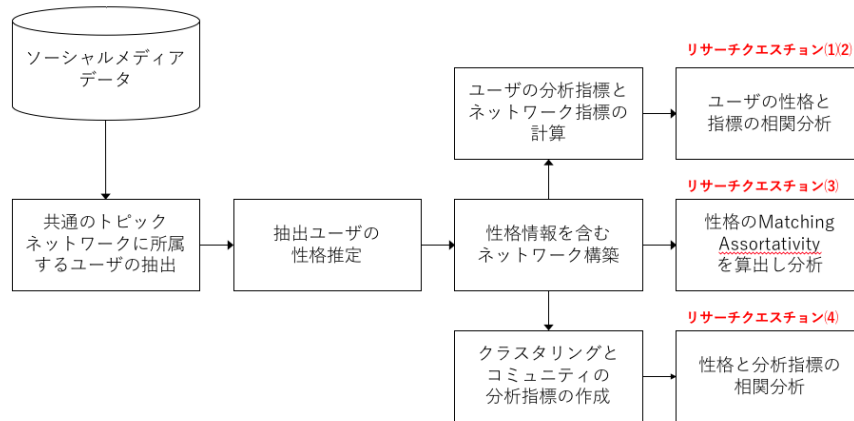 ソーシャルメディア
データ
共通のトピック
ネットワークに所属
するユーザの抽出
抽出ユーザの
性格推定
性格情報を含む
ネットワーク構築
ユーザの分析指標と
ネットワーク指標の
計算
リサーチクエスチョン⑴⑵
ユーザの性格と
指標の相関分析
リサーチクエスチョン⑶
性格のMatching
Assortativity
を算出し分析
クラスタリングと
コミュニティの
分析指標の作成
リサーチクエスチョン⑷
性格と分析指標の
相関分析